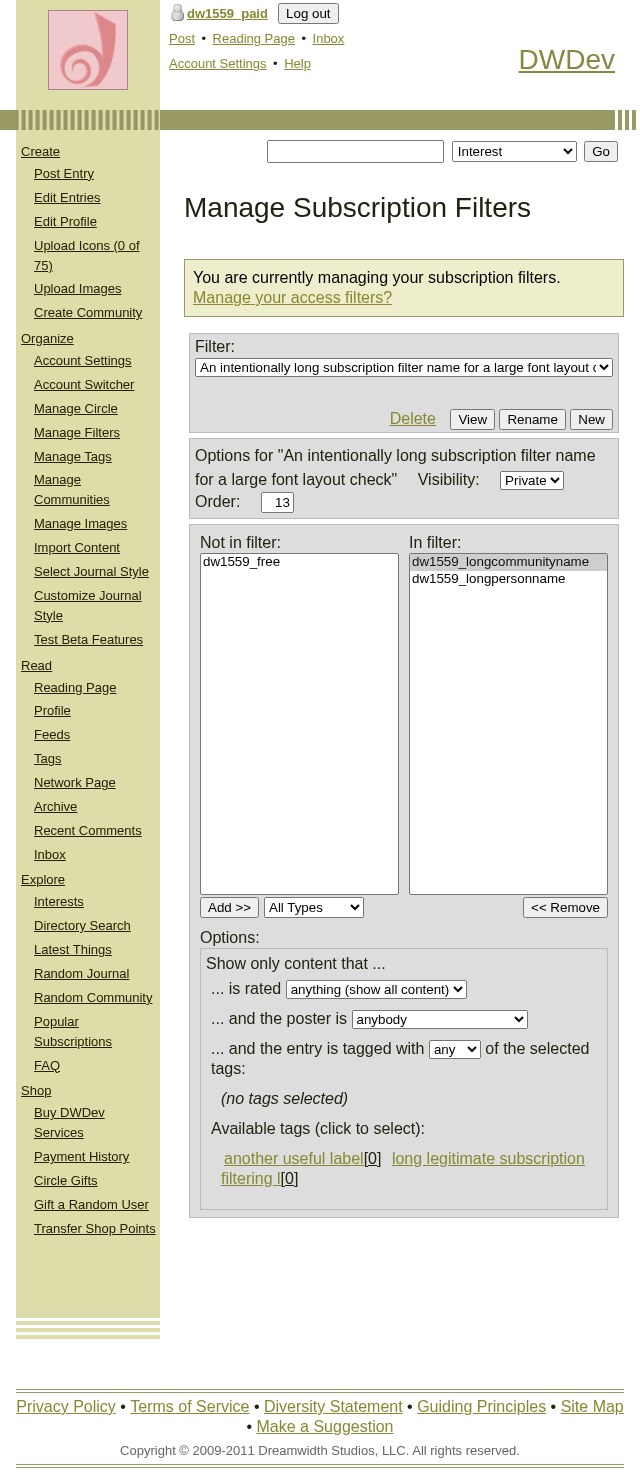 dw1559_paid Log out
Post • Reading Page • Inbox
Account Settings • Help
DWDev
Interest Go
Create
Post Entry
Edit Entries
Edit Profile
Upload Icons (0 of
75)
Upload Images
Create Community
Organize
Account Settings
Account Switcher
Manage Circle
Manage Filters
Manage Tags
Manage
Communities
Manage Images
Import Content
Select Journal Style
Customize Journal
Style
Test Beta Features
Read
Reading Page
Profile
Feeds
Tags
Network Page
Archive
Recent Comments
Inbox
Explore
Interests
Directory Search
Latest Things
Random Journal
Random Community
Popular
Subscriptions
FAQ
Shop
Buy DWDev
Services
Payment History
Circle Gifts
Gift a Random User
Transfer Shop Points
Manage Subscription Filters
You are currently managing your subscription filters.
Manage your access filters?
Filter:
An intentionally long subscription filter name for a large font layout
Delete View Rename New
Options for "An intentionally long subscription filter name
for a large font layout check" Visibility: Private
Order: 13
Not in filter:
dw1559_free
In filter:
dw1559_longcommunityname
dw1559_longpersonname
Add >> All Types << Remove
Options:
Show only content that ...
... is rated anything (show all content)
... and the poster is anybody
... and the entry is tagged with any of the selected
tags:
(no tags selected)
Available tags (click to select):
another useful label[0] long legitimate subscription
filtering l[0]
Privacy Policy • Terms of Service • Diversity Statement • Guiding Principles • Site Map
• Make a Suggestion
Copyright © 2009-2011 Dreamwidth Studios, LLC. All rights reserved.